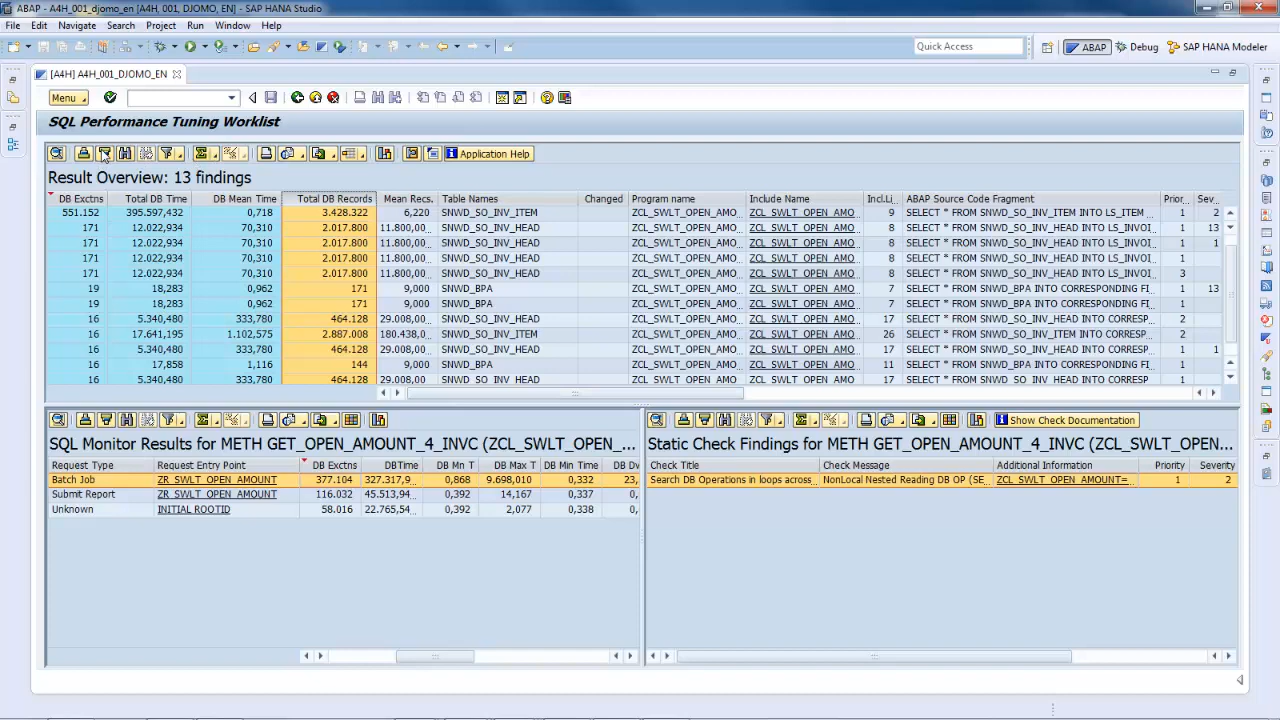 ABAP - A4H_001_djomo_en [A4H, 001, DJOMO, EN] - SAP HANA Studio
File Edit Navigate Search Project Run Window Help
Quick Access ABAP Debug SAP HANA Modeler
[A4H] A4H_001_DJOMO_EN
Menu
SQL Performance Tuning Worklist
Application Help
Result Overview: 13 findings
DB Exctns Total DB Time DB Mean Time Total DB Records Mean Recs. Table Names Changed Program name Include Name Incl.Li ABAP Source Code Fragment Prior... Sev...
551.152 395.597,432 0,718 3.428.322 6,220 SNWD_SO_INV_ITEM ZCL_SWLT_OPEN_AMO... ZCL_SWLT_OPEN_AMO... 9 SELECT * FROM SNWD_SO_INV_ITEM INTO LS_ITEM ... 1 2
171 12.022,934 70,310 2.017.800 11.800,00... SNWD_SO_INV_HEAD ZCL_SWLT_OPEN_AMO... ZCL_SWLT_OPEN_AMO... 8 SELECT * FROM SNWD_SO_INV_HEAD INTO LS_INVOI... 1 13
171 12.022,934 70,310 2.017.800 11.800,00... SNWD_SO_INV_HEAD ZCL_SWLT_OPEN_AMO... ZCL_SWLT_OPEN_AMO... 8 SELECT * FROM SNWD_SO_INV_HEAD INTO LS_INVOI... 1 1
171 12.022,934 70,310 2.017.800 11.800,00... SNWD_SO_INV_HEAD ZCL_SWLT_OPEN_AMO... ZCL_SWLT_OPEN_AMO... 8 SELECT * FROM SNWD_SO_INV_HEAD INTO LS_INVOI... 1
171 12.022,934 70,310 2.017.800 11.800,00... SNWD_SO_INV_HEAD ZCL_SWLT_OPEN_AMO... ZCL_SWLT_OPEN_AMO... 8 SELECT * FROM SNWD_SO_INV_HEAD INTO LS_INVOI... 3
19 18,283 0,962 171 9,000 SNWD_BPA ZCL_SWLT_OPEN_AMO... ZCL_SWLT_OPEN_AMO... 7 SELECT * FROM SNWD_BPA INTO CORRESPONDING FI... 1 13
19 18,283 0,962 171 9,000 SNWD_BPA ZCL_SWLT_OPEN_AMO... ZCL_SWLT_OPEN_AMO... 7 SELECT * FROM SNWD_BPA INTO CORRESPONDING FI... 1
16 5.340,480 333,780 464.128 29.008,00... SNWD_SO_INV_HEAD ZCL_SWLT_OPEN_AMO... ZCL_SWLT_OPEN_AMO... 17 SELECT * FROM SNWD_SO_INV_HEAD INTO CORRESP... 2
16 17.641,195 1.102,575 2.887.008 180.438,0... SNWD_SO_INV_ITEM ZCL_SWLT_OPEN_AMO... ZCL_SWLT_OPEN_AMO... 26 SELECT * FROM SNWD_SO_INV_ITEM INTO CORRESP... 2
16 5.340,480 333,780 464.128 29.008,00... SNWD_SO_INV_HEAD ZCL_SWLT_OPEN_AMO... ZCL_SWLT_OPEN_AMO... 17 SELECT * FROM SNWD_SO_INV_HEAD INTO CORRESP... 1 1
16 17,858 1,116 144 9,000 SNWD_BPA ZCL_SWLT_OPEN_AMO... ZCL_SWLT_OPEN_AMO... 11 SELECT * FROM SNWD_BPA INTO CORRESPONDING FI... 1
16 5.340,480 333,780 464.128 29.008,00... SNWD_SO_INV_HEAD ZCL_SWLT_OPEN_AMO... ZCL_SWLT_OPEN_AMO... 17 SELECT * FROM SNWD_SO_INV_HEAD INTO CORRESP... 1
Show Check Documentation
SQL Monitor Results for METH GET_OPEN_AMOUNT_4_INVC (ZCL_SWLT_OPEN_...
Request Type Request Entry Point DB Exctns DBTime DB Mn T DB Max T DB Min Time DB Dv
Batch Job ZR_SWLT_OPEN_AMOUNT 377.104 327.317,9... 0,868 9.698,010 0,332 23,
Submit Report ZR_SWLT_OPEN_AMOUNT 116.032 45.513,94... 0,392 14,167 0,337 0,
Unknown INITIAL_ROOTID 58.016 22.765,54... 0,392 2,077 0,338 0,
Static Check Findings for METH GET_OPEN_AMOUNT_4_INVC (ZCL_SWLT_OPEN_...
Check Title Check Message Additional Information Priority Severity
Search DB Operations in loops across... NonLocal Nested Reading DB OP (SE... ZCL_SWLT_OPEN_AMOUNT=... 1 2